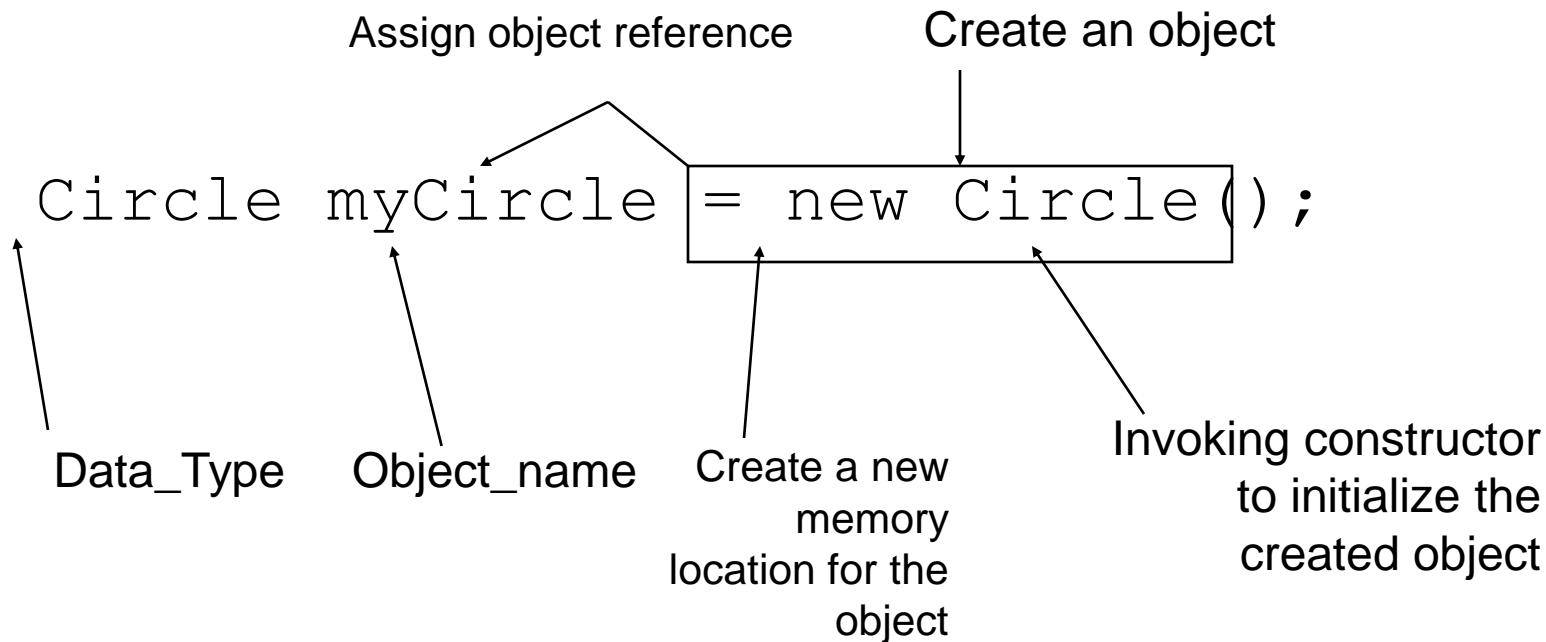 Assign object reference
Create an object
Circle myCircle = new Circle();
Data_Type
Object_name
Create a new
memory
location for the
object
Invoking constructor
to initialize the
created object